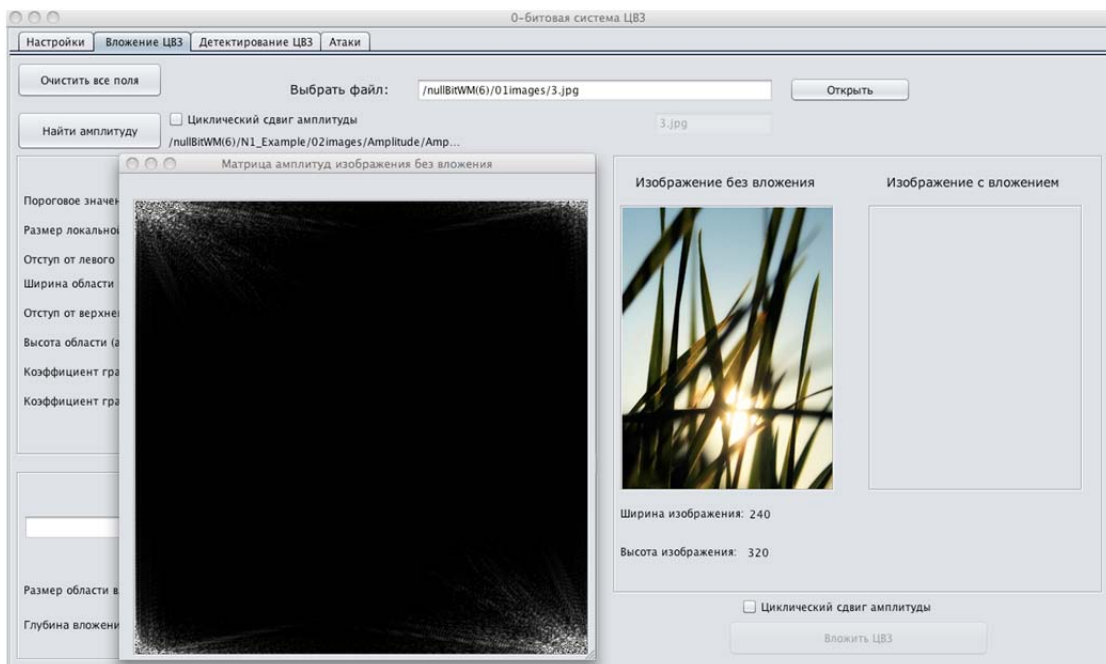 0-битовая система ЦВЗ
Настройки Вложение ЦВЗ Детектирование ЦВЗ Атаки
Очистить все поля
Выбрать файл: /nullBitWM(6)/01images/3.jpg Открыть
Найти амплитуду
Циклический сдвиг амплитуды
3.jpg
/nullBitWM(6)/N1_Example/02images/Amplitude/Amp...
Матрица амплитуд изображения без вложения
Пороговое значен
Размер локально
Отступ от левого
Ширина области
Отступ от верхне
Высота области (а
Коэффициент гра
Коэффициент гра
Размер области в
Глубина вложени
Изображение без вложения Изображение с вложением
Ширина изображения: 240
Высота изображения: 320
Циклический сдвиг амплитуды
Вложить ЦВЗ